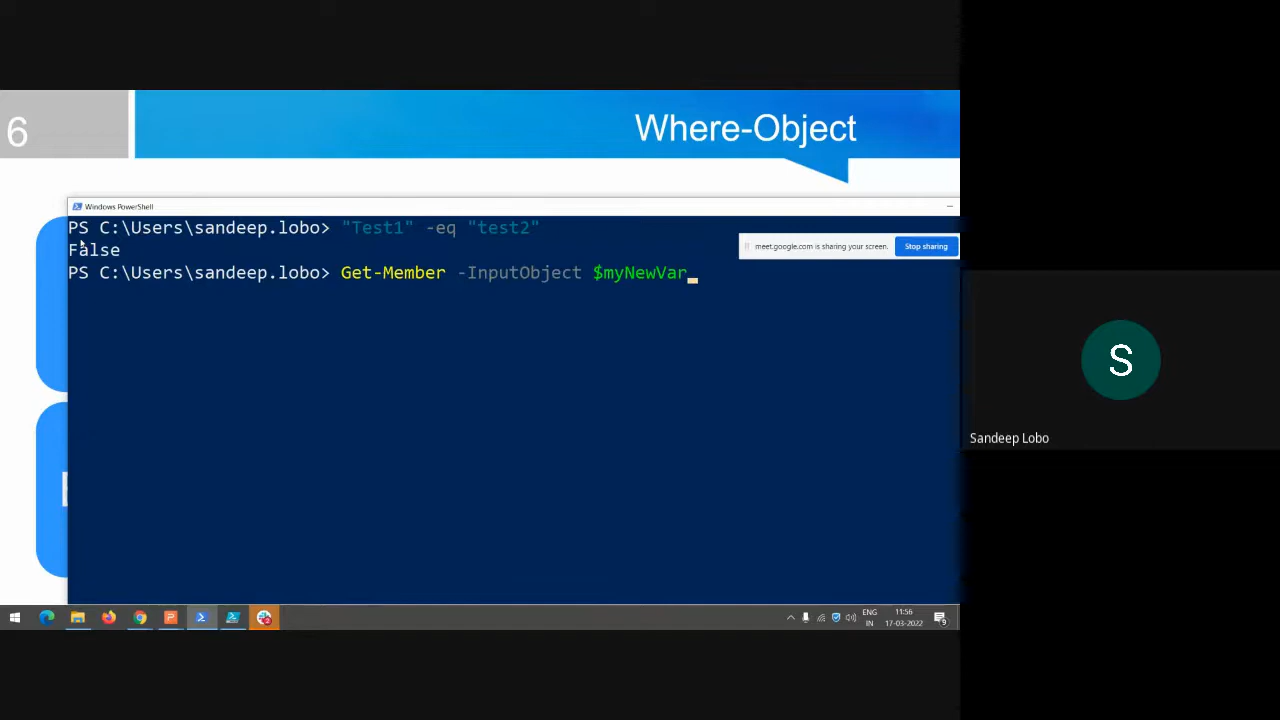 6
Where-Object
Windows PowerShell
PS C:\Users\sandeep.lobo> "Test1" -eq "test2"
False
meet.google.com is sharing your screen.
Stop sharing
PS C:\Users\sandeep.lobo> Get-Member -InputObject $myNewVar
S
Sandeep Lobo
ENG
IN
11:56
17-03-2022